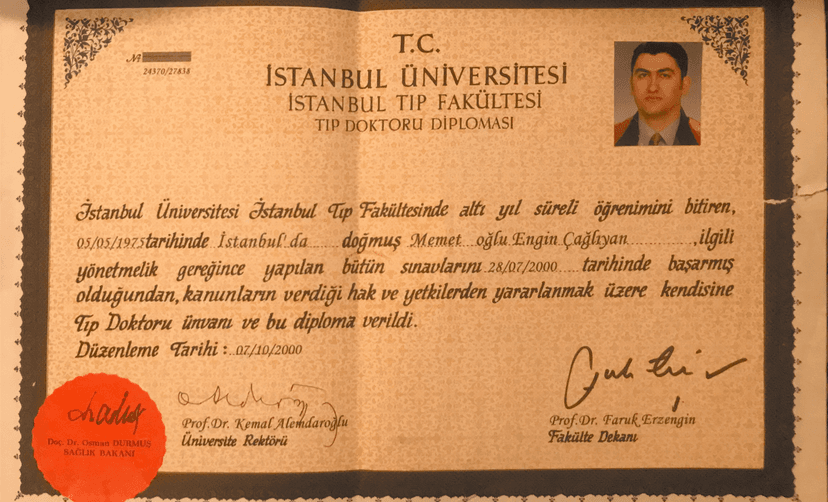 T.C.
İSTANBUL ÜNİVERSİTESİ
İSTANBUL TIP FAKÜLTESİ
TIP DOKTORU DİPLOMASI
Nº
24370/27838
İstanbul Üniversitesi İstanbul Tıp Fakültesinde altı yıl süreli öğrenimini bitiren,
05/05/1975 tarihinde İstanbul'da ..... doğmuş Memet oğlu Engin Çağlıyan ............, ilgili
yönetmelik gereğince yapılan bütün sınavlarını 28/07/2000 .... tarihinde başarmış
olduğundan, kanunların verdiği hak ve yetkilerden yararlanmak üzere kendisine
Tıp Doktoru ünvanı ve bu diploma verildi.
Düzenleme Tarihi : 07/10/2000
Prof.Dr. Kemal Alemdaroğlu
Üniversite Rektörü
Prof.Dr. Faruk Erzengin
Fakülte Dekanı
Doç. Dr. Osman DURMUŞ
SAĞLIK BAKANI